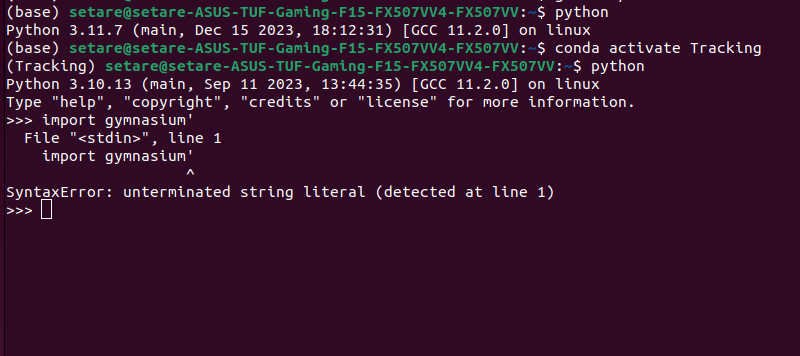 (base) setare@setare-ASUS-TUF-Gaming-F15-FX507VV4-FX507VV:~$ python
Python 3.11.7 (main, Dec 15 2023, 18:12:31) [GCC 11.2.0] on linux
(base) setare@setare-ASUS-TUF-Gaming-F15-FX507VV4-FX507VV:~$ conda activate Tracking
(Tracking) setare@setare-ASUS-TUF-Gaming-F15-FX507VV4-FX507VV:~$ python
Python 3.10.13 (main, Sep 11 2023, 13:44:35) [GCC 11.2.0] on linux
Type "help", "copyright", "credits" or "license" for more information.
>>> import gymnasium'
  File "<stdin>", line 1
    import gymnasium'
                    ^
SyntaxError: unterminated string literal (detected at line 1)
>>>